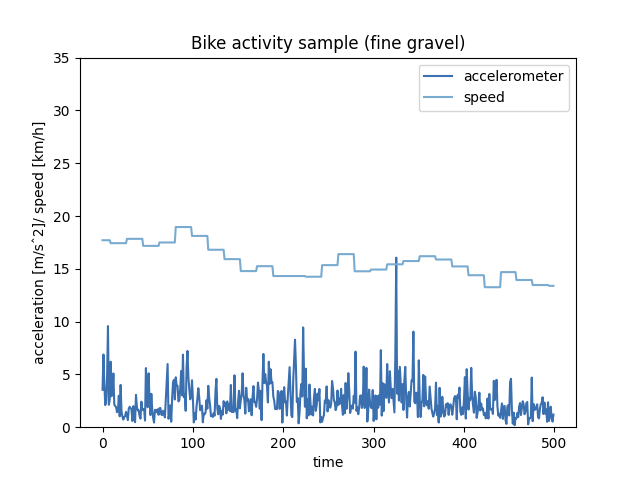 Bike activity sample (fine gravel)
accelerometer
speed
acceleration [m/s^2]/ speed [km/h]
35
30
25
20
15
10
5
0
0
100
200
300
400
500
time